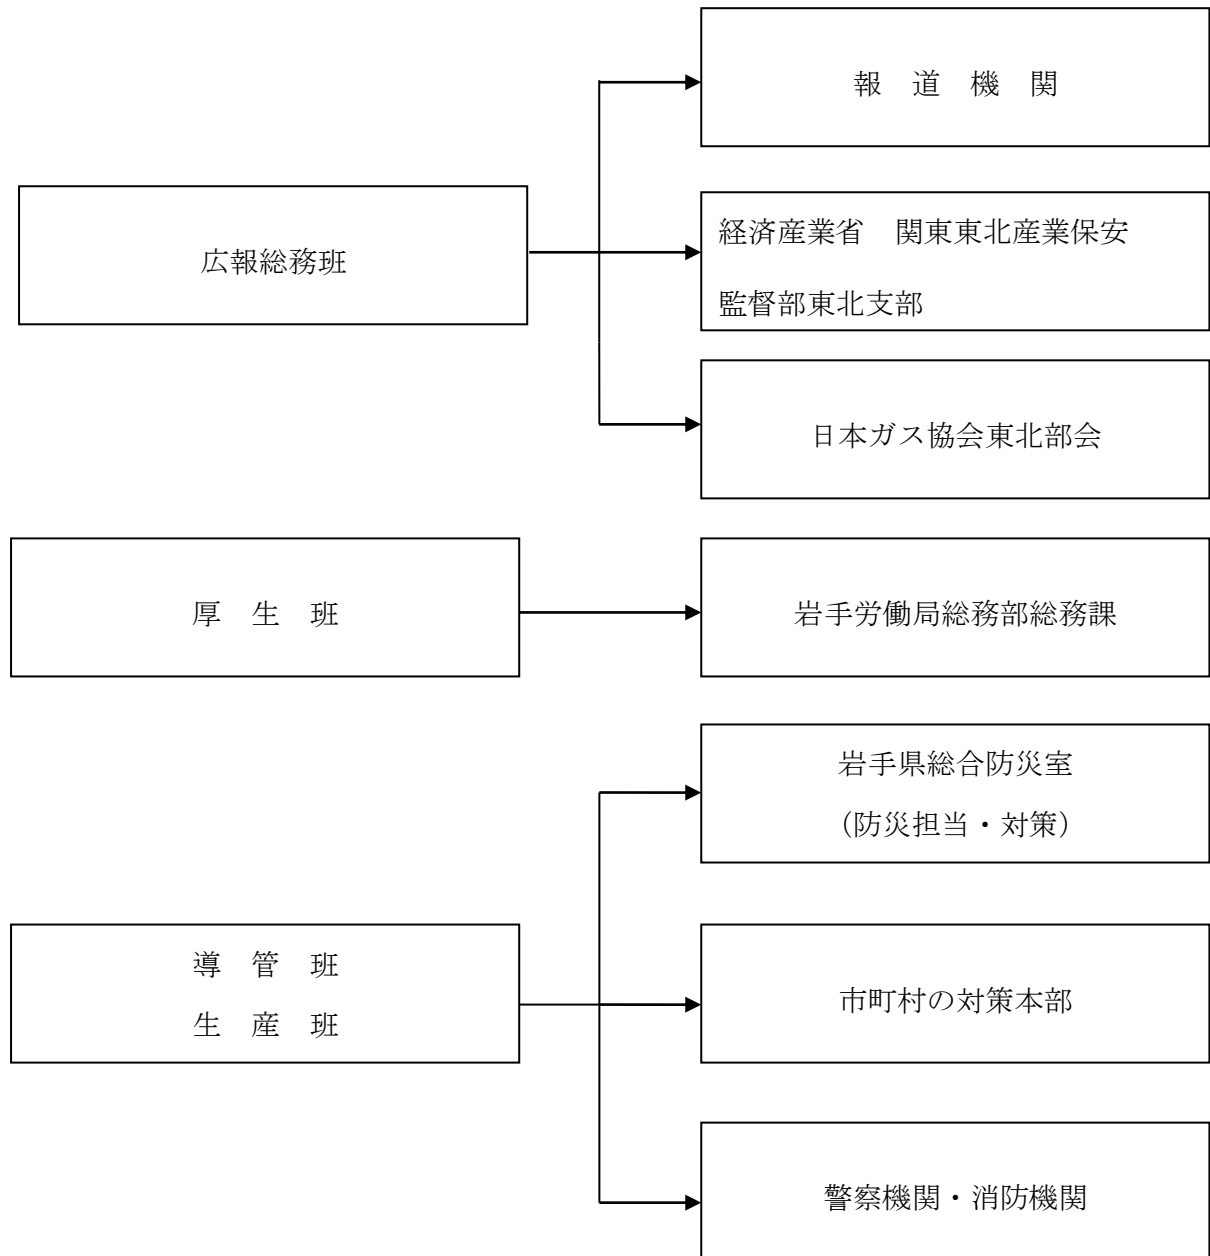 報　道　機　関
広報総務班
経済産業省　関東東北産業保安
監督部東北支部
日本ガス協会東北部会
厚　生　班
岩手労働局総務部総務課
岩手県総合防災室
（防災担当・対策）
導　管　班
生　産　班
市町村の対策本部
警察機関・消防機関